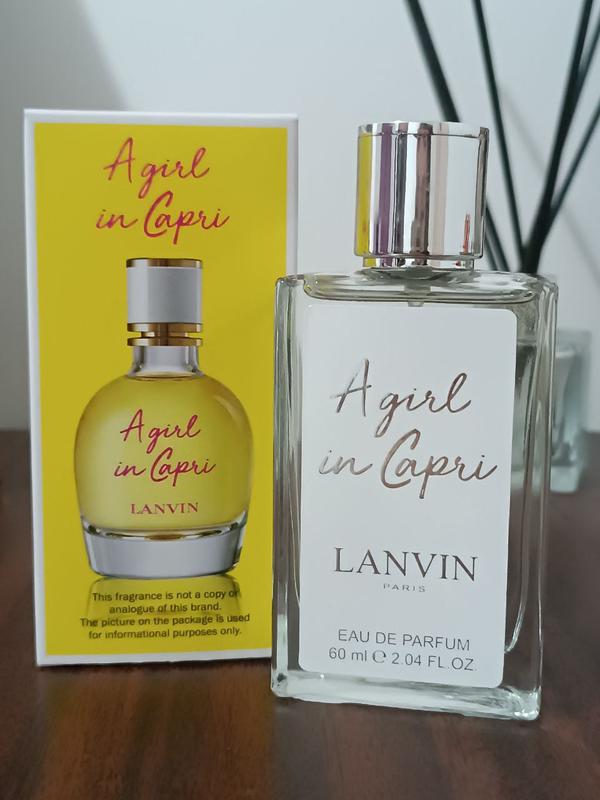 A girl
in Capri
A girl
in Capri
LANVIN
This fragrance is not a copy or
analogue of this brand.
The picture on the package is used
for informational purposes only.
A girl
in Capri
LANVIN
PARIS
EAU DE PARFUM
60 ml ℮ 2.04 FL.OZ.